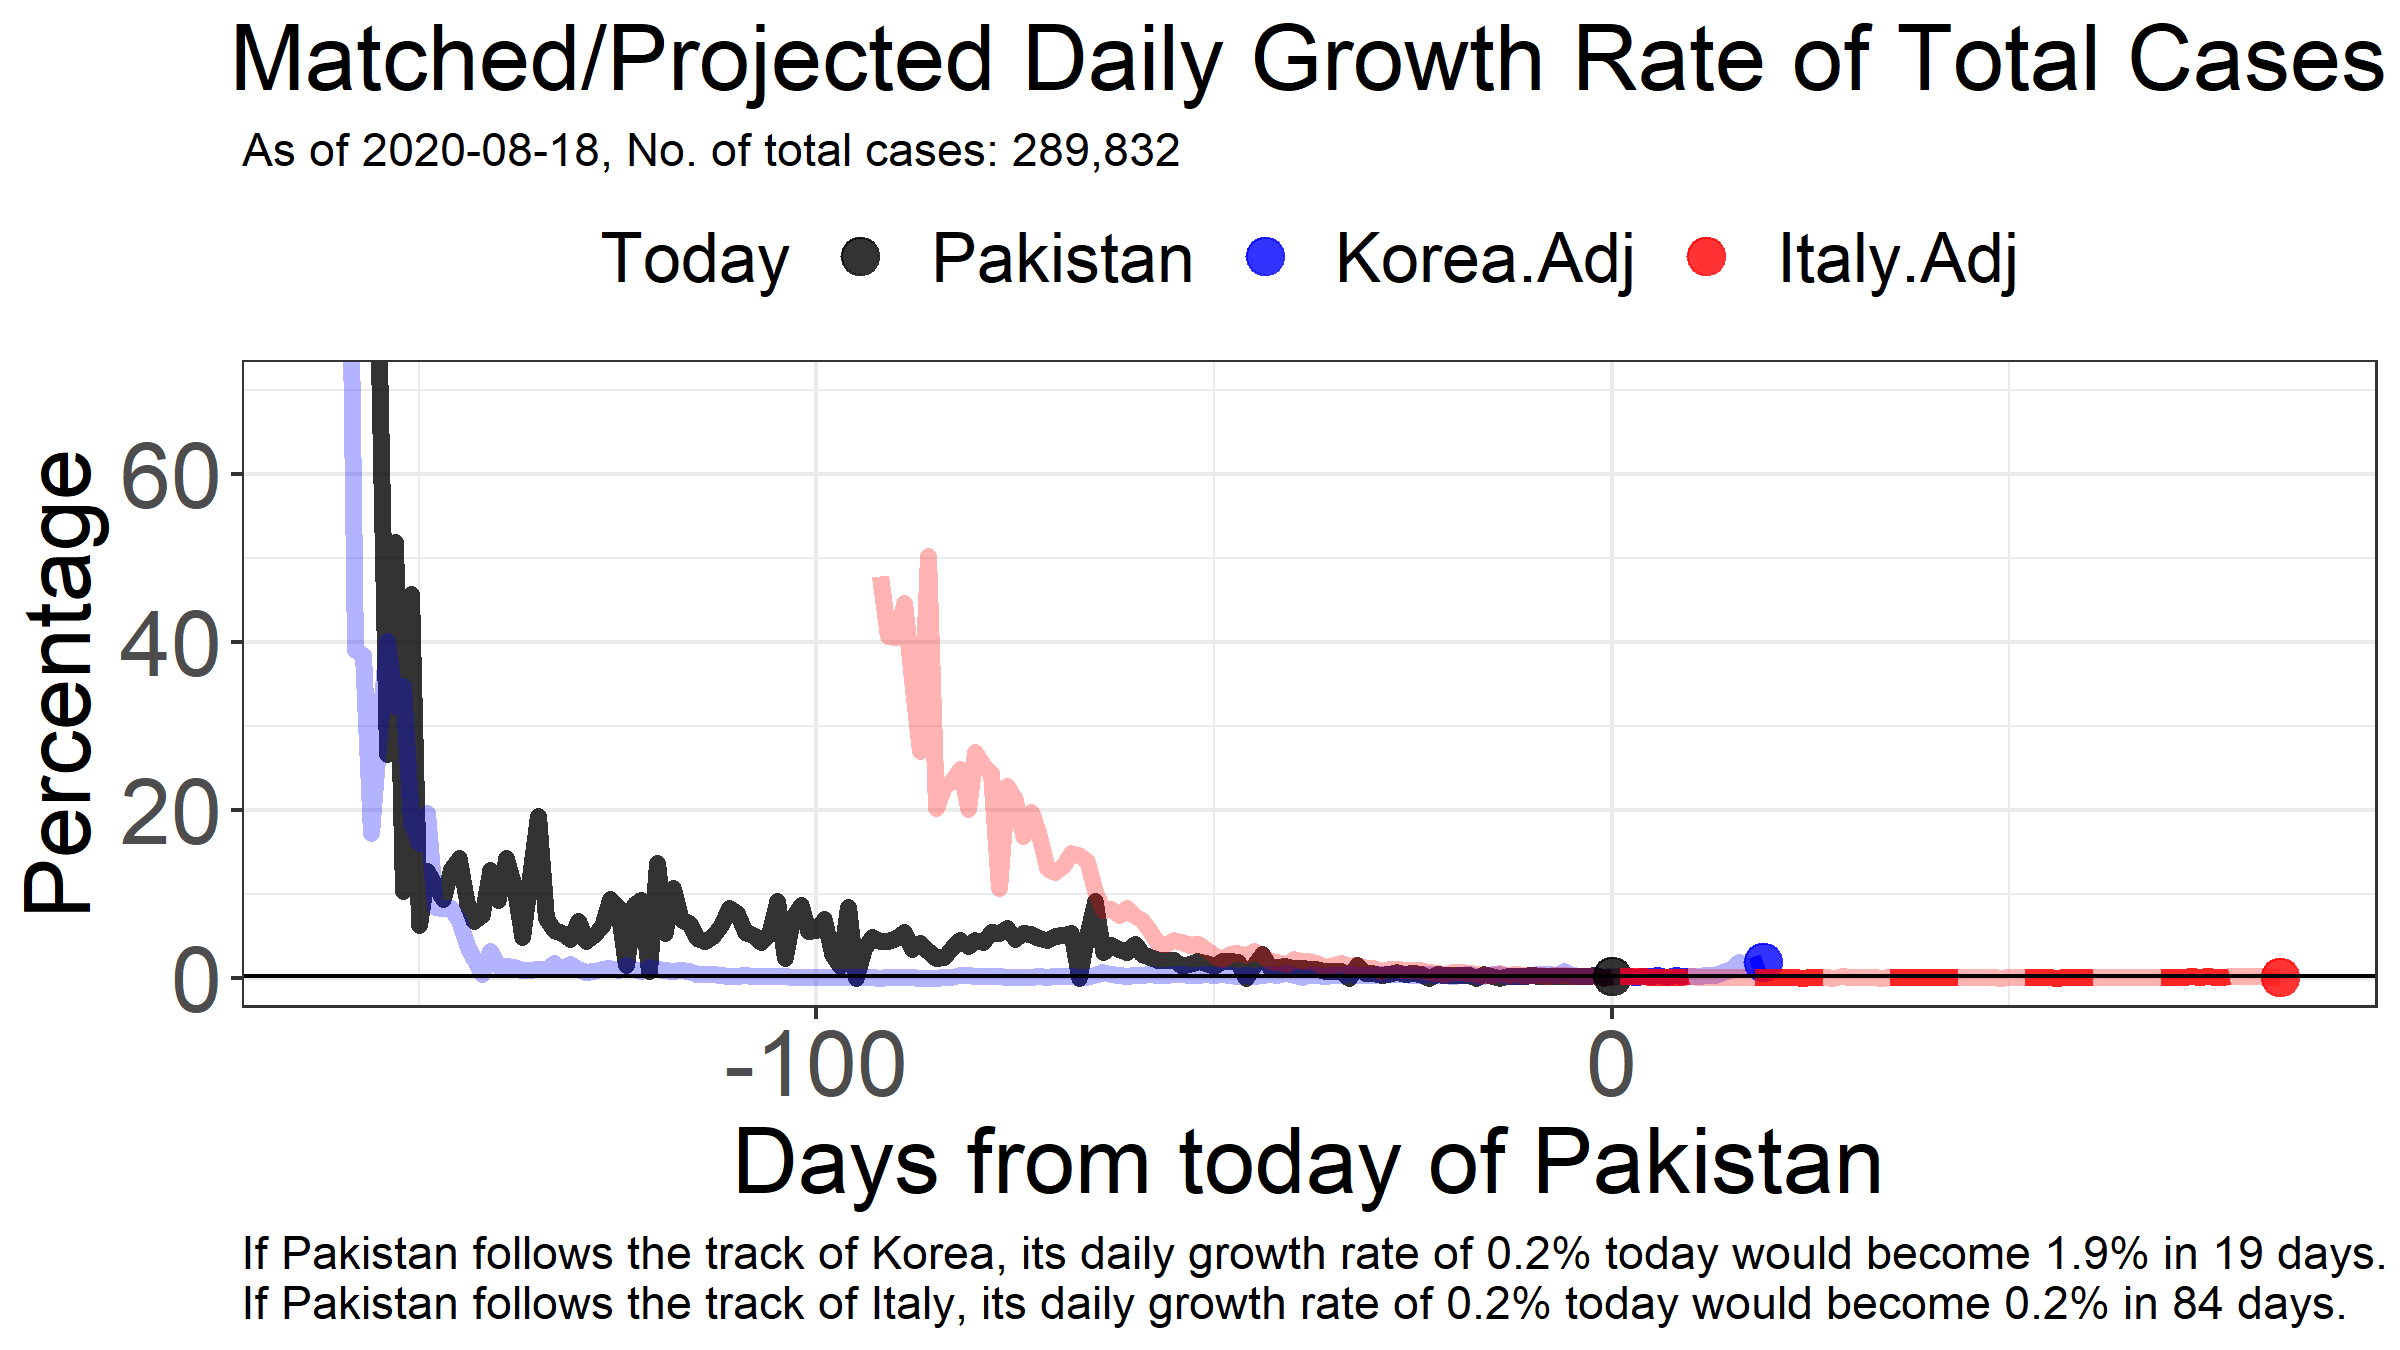 Matched/Projected Daily Growth Rate of Total Cases
As of 2020-08-18, No. of total cases: 289,832
Today Pakistan Korea.Adj Italy.Adj
Percentage
60
40
20
0
-100 0
Days from today of Pakistan
If Pakistan follows the track of Korea, its daily growth rate of 0.2% today would become 1.9% in 19 days.
If Pakistan follows the track of Italy, its daily growth rate of 0.2% today would become 0.2% in 84 days.